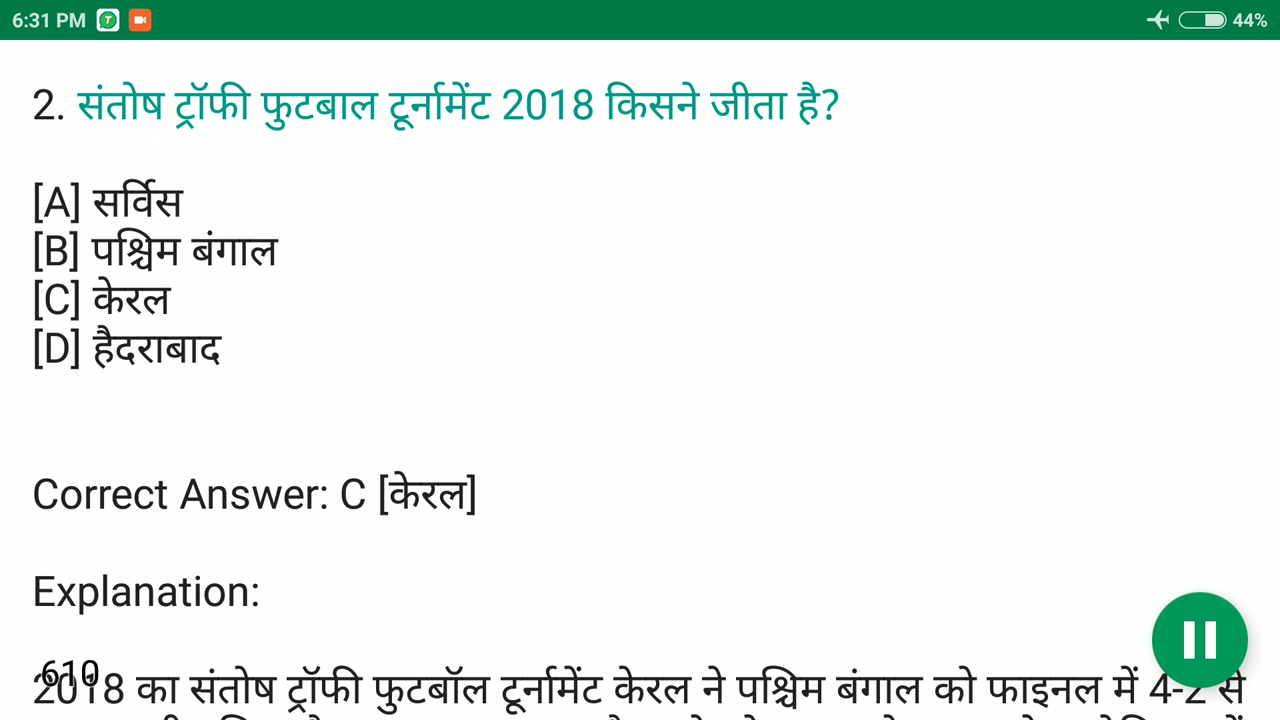 6:31 PM 44%
2. संतोष ट्रॉफी फुटबाल टूर्नामेंट 2018 किसने जीता है?
[A] सर्विस
[B] पश्चिम बंगाल
[C] केरल
[D] हैदराबाद
Correct Answer: C [केरल]
Explanation:
610
2018 का संतोष ट्रॉफी फुटबॉल टूर्नामेंट केरल ने पश्चिम बंगाल को फाइनल में 4-2 से